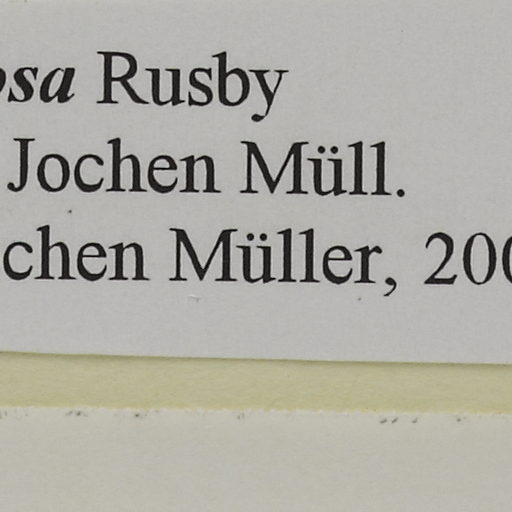 osa Rusby
Jochen Müll.
chen Müller, 200